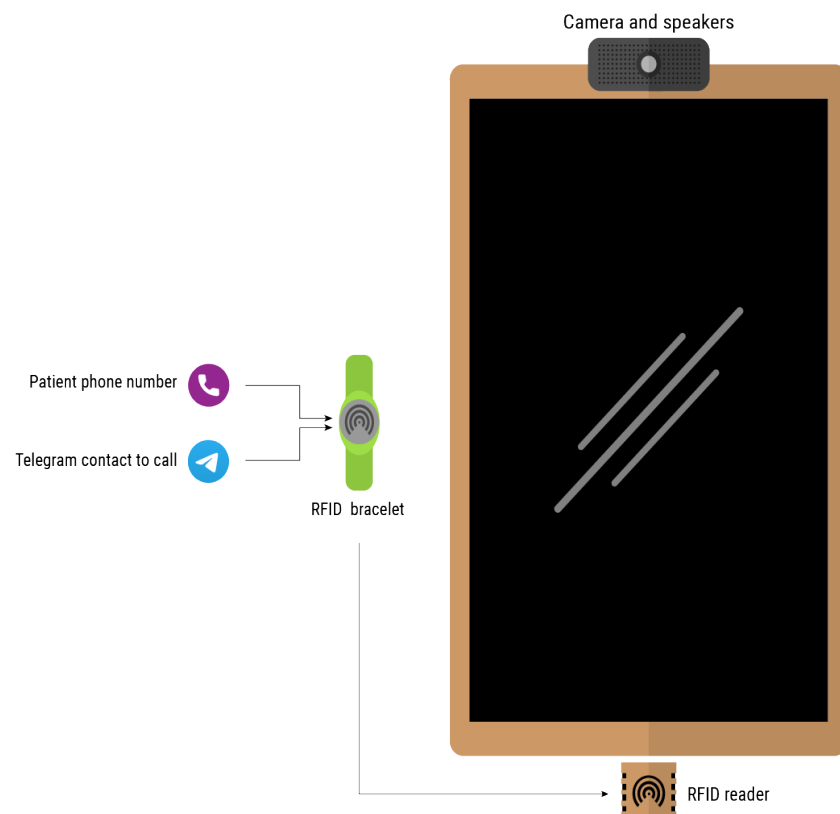 Camera and speakers
Patient phone number
Telegram contact to call
RFID bracelet
RFID reader